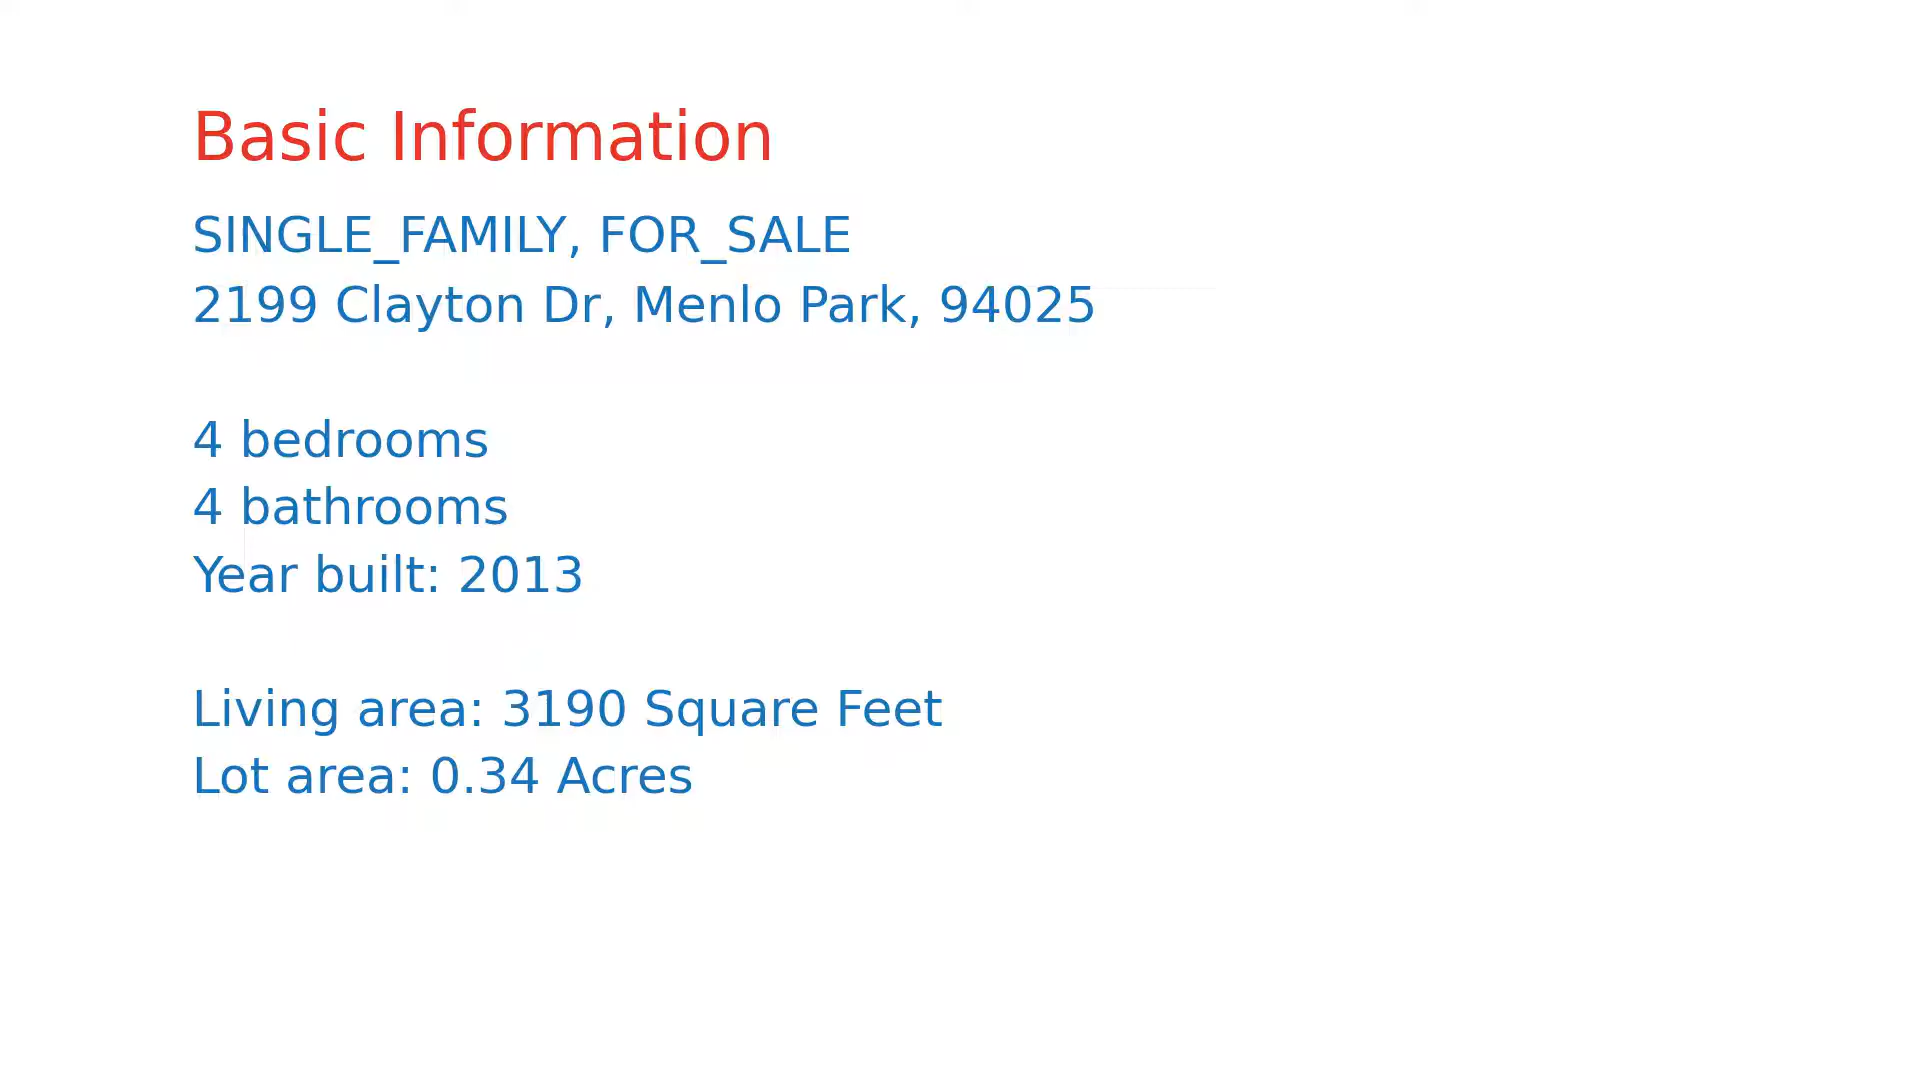 Basic Information
SINGLE_FAMILY, FOR_SALE
2199 Clayton Dr, Menlo Park, 94025
4 bedrooms
4 bathrooms
Year built: 2013
Living area: 3190 Square Feet
Lot area: 0.34 Acres